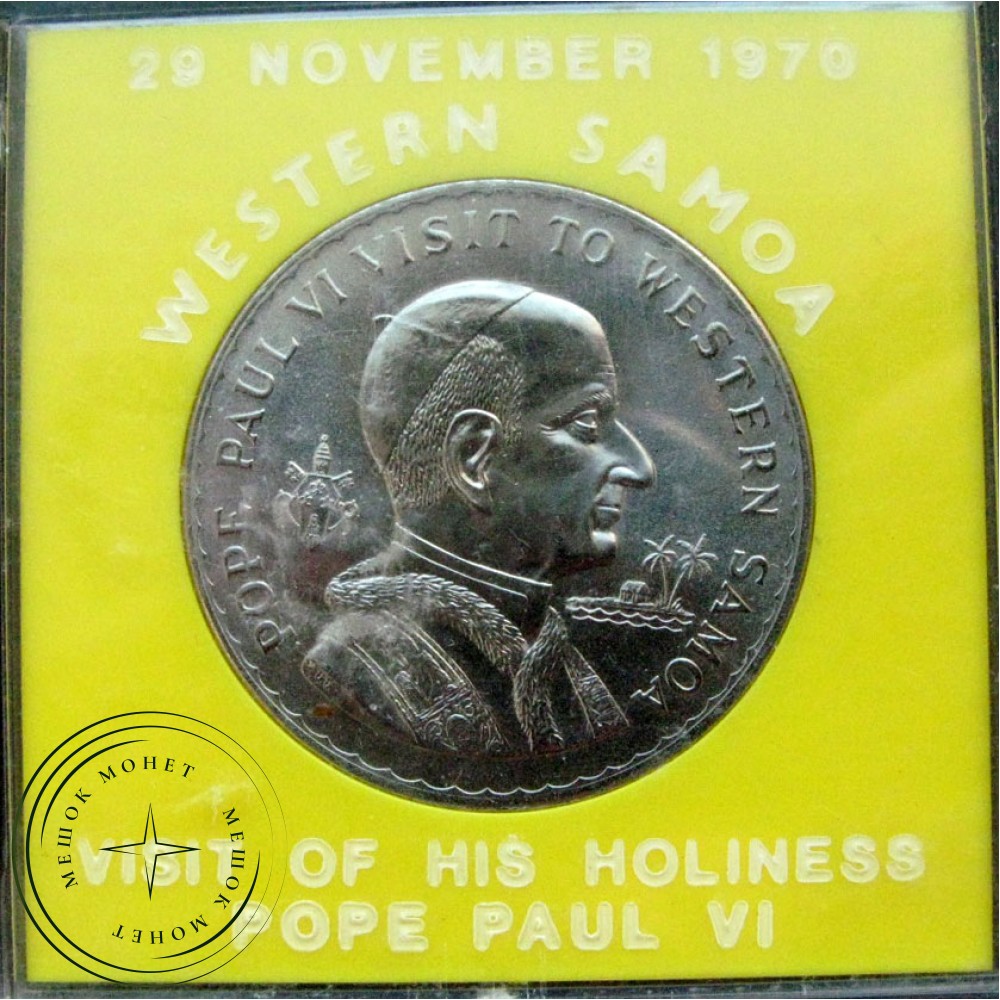 29 NOVEMBER 1970
WESTERN SAMOA
POPE PAUL VI VISIT TO WESTERN SAMOA
VISIT OF HIS HOLINESS
POPE PAUL VI
МЕШОК МОНЕТ
МЕШОК МОНЕТ